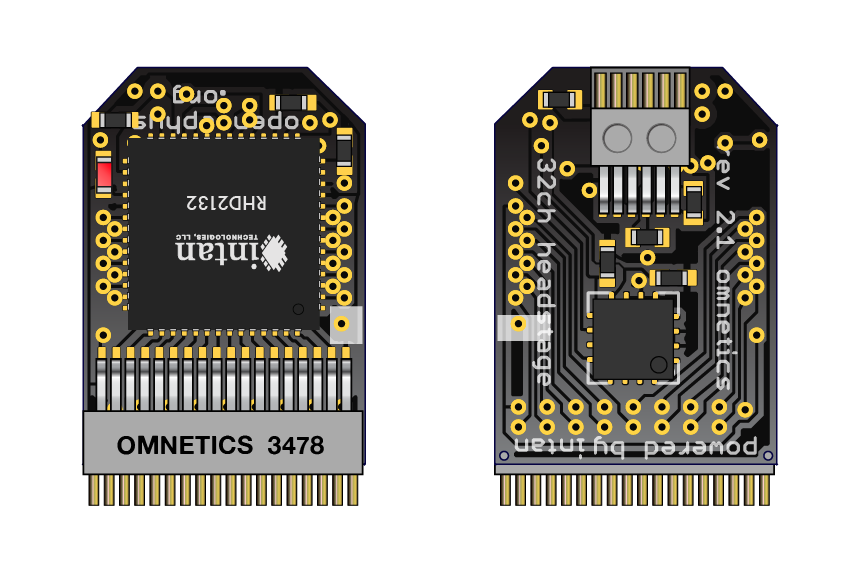 open-ephys
.org
RHD2132
intan
TECHNOLOGIES, LLC
OMNETICS 3478
32ch headstage
rev 2.1 omnetics
powered by intan